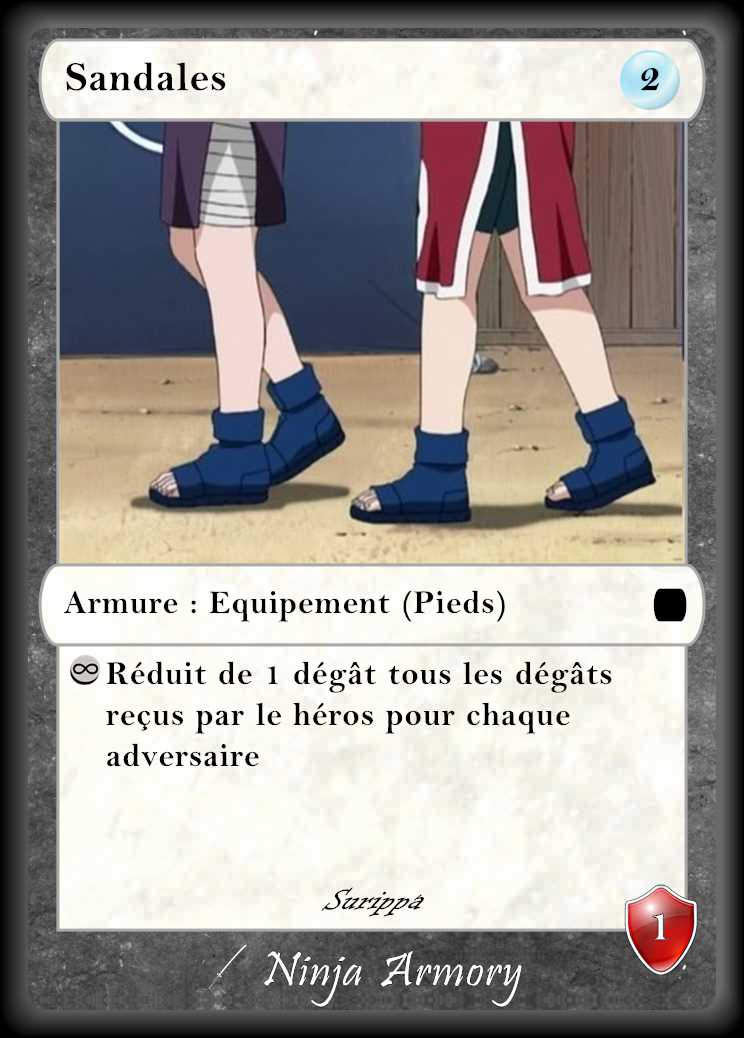 Sandales
2
Armure : Equipement (Pieds)
∞ Réduit de 1 dégât tous les dégâts
reçus par le héros pour chaque
adversaire
Surippā
1
Ninja Armory